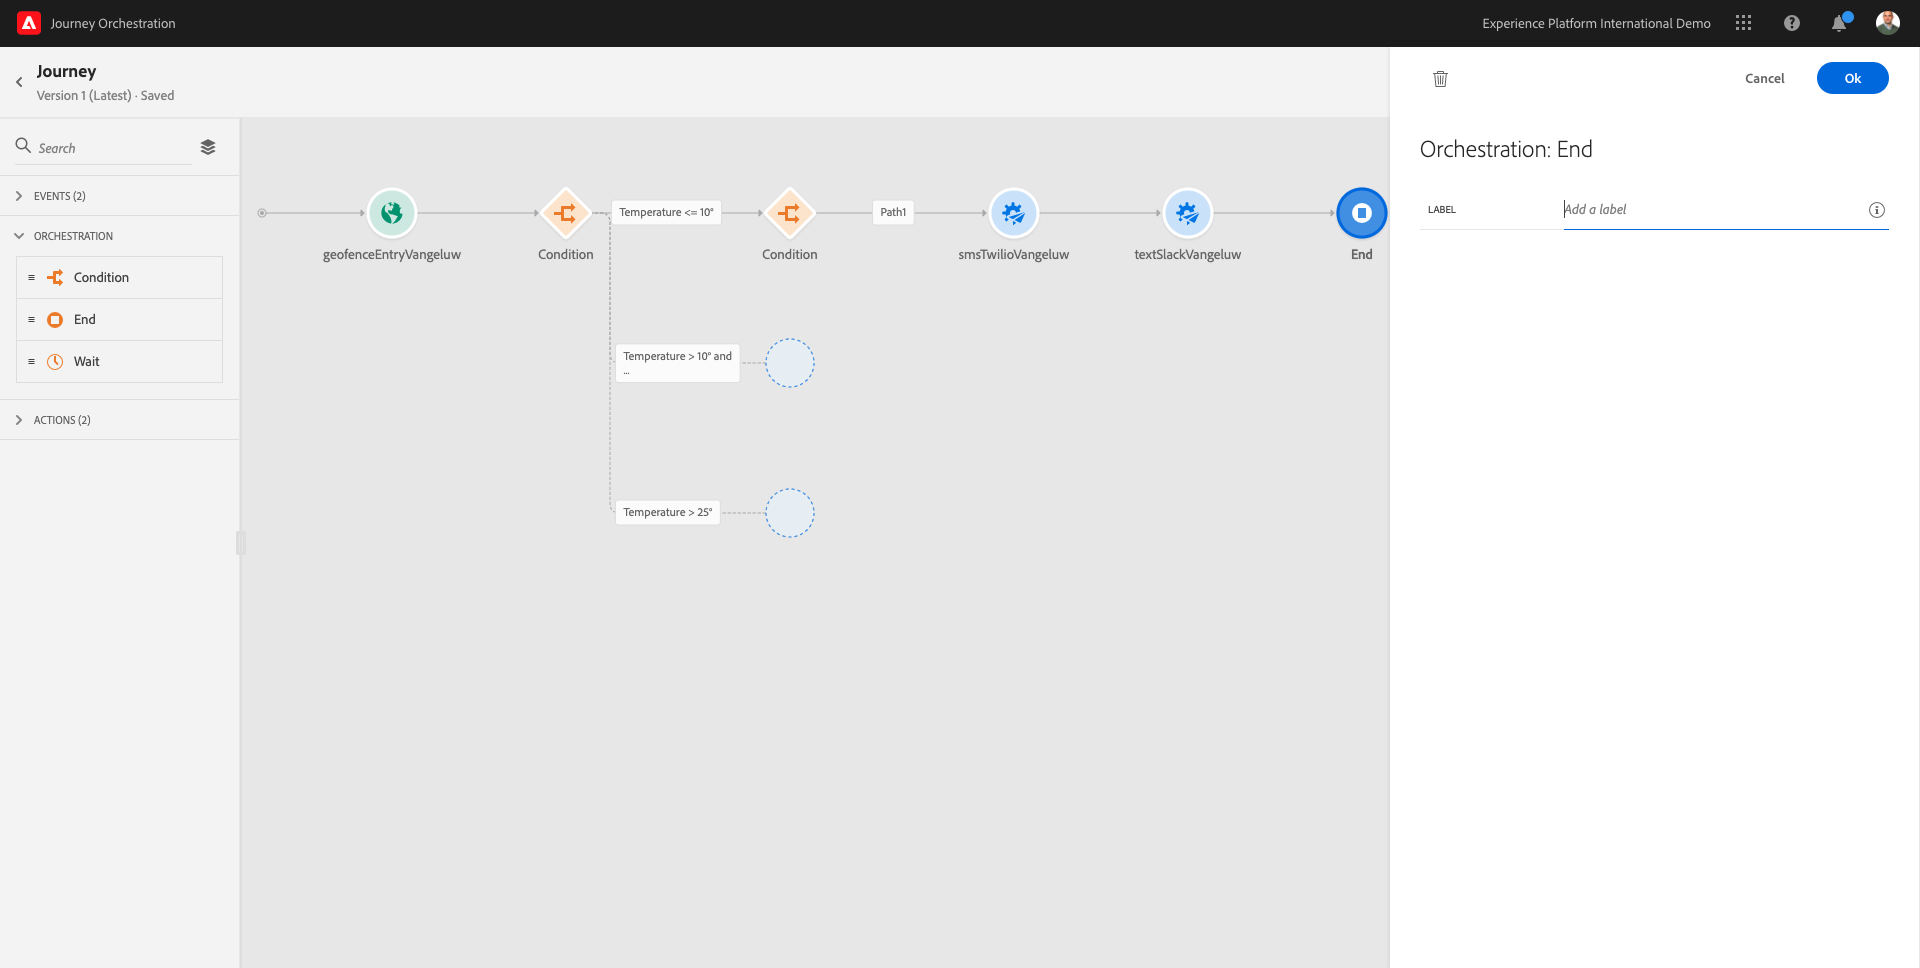 Journey Orchestration
Experience Platform International Demo
Journey
Version 1 (Latest) · Saved
Cancel
Ok
Search
EVENTS (2)
ORCHESTRATION
Condition
End
Wait
ACTIONS (2)
geofenceEntryVangeluw
Condition
Temperature <= 10°
Condition
Path1
smsTwilioVangeluw
textSlackVangeluw
End
Temperature > 10° and
...
Temperature > 25°
Orchestration: End
LABEL
Add a label